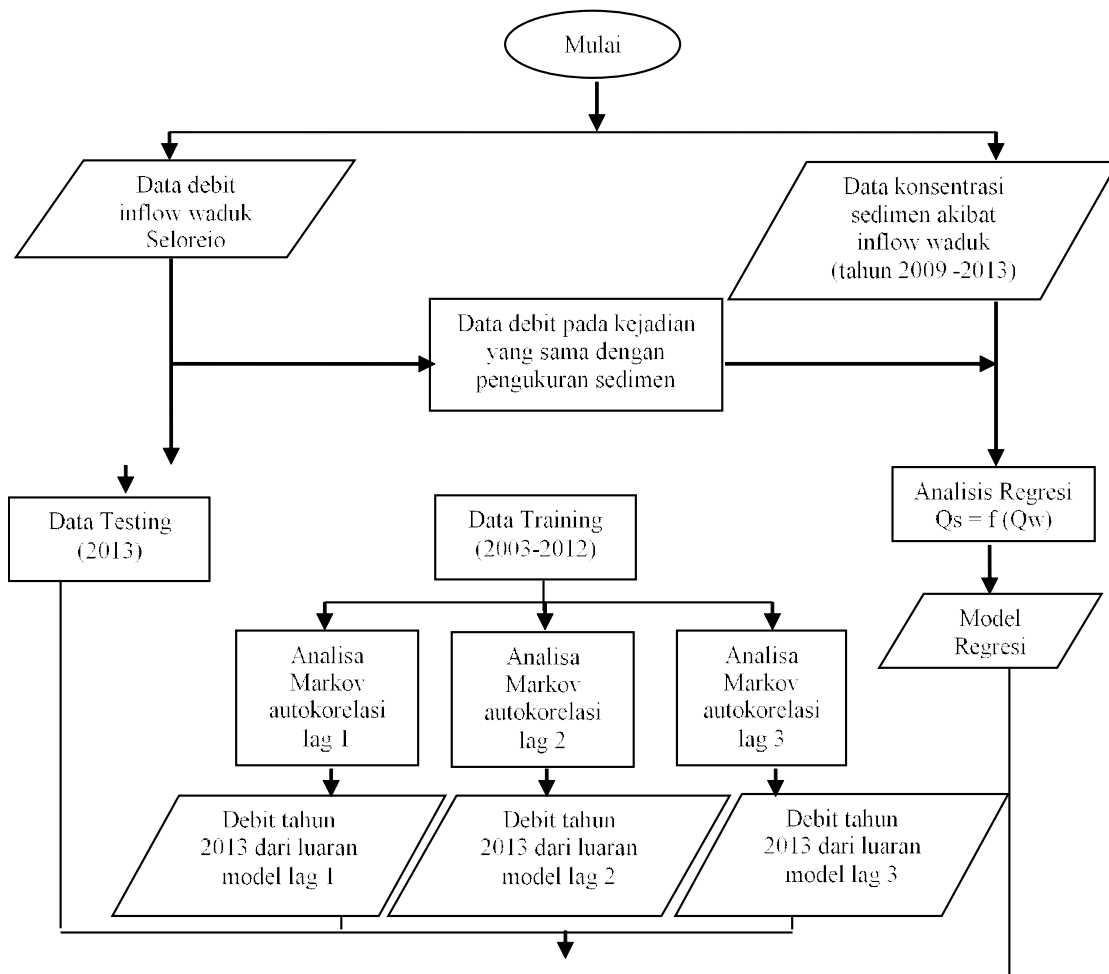 Mulai
Data debit
inflow waduk
Seloreio
Data konsentrasi
sedimen akibat
inflow waduk
(tahun 2009 -2013)
Data debit pada kejadian
yang sama dengan
pengukuran sedimen
Data Testing
(2013)
Data Training
(2003-2012)
Analisis Regresi
Qs = f (Qw)
Model
Regresi
Analisa
Markov
autokorelasi
lag 1
Analisa
Markov
autokorelasi
lag 2
Analisa
Markov
autokorelasi
lag 3
Debit tahun
2013 dari luaran
model lag 1
Debit tahun
2013 dari luaran
model lag 2
Debit tahun
2013 dari luaran
model lag 3